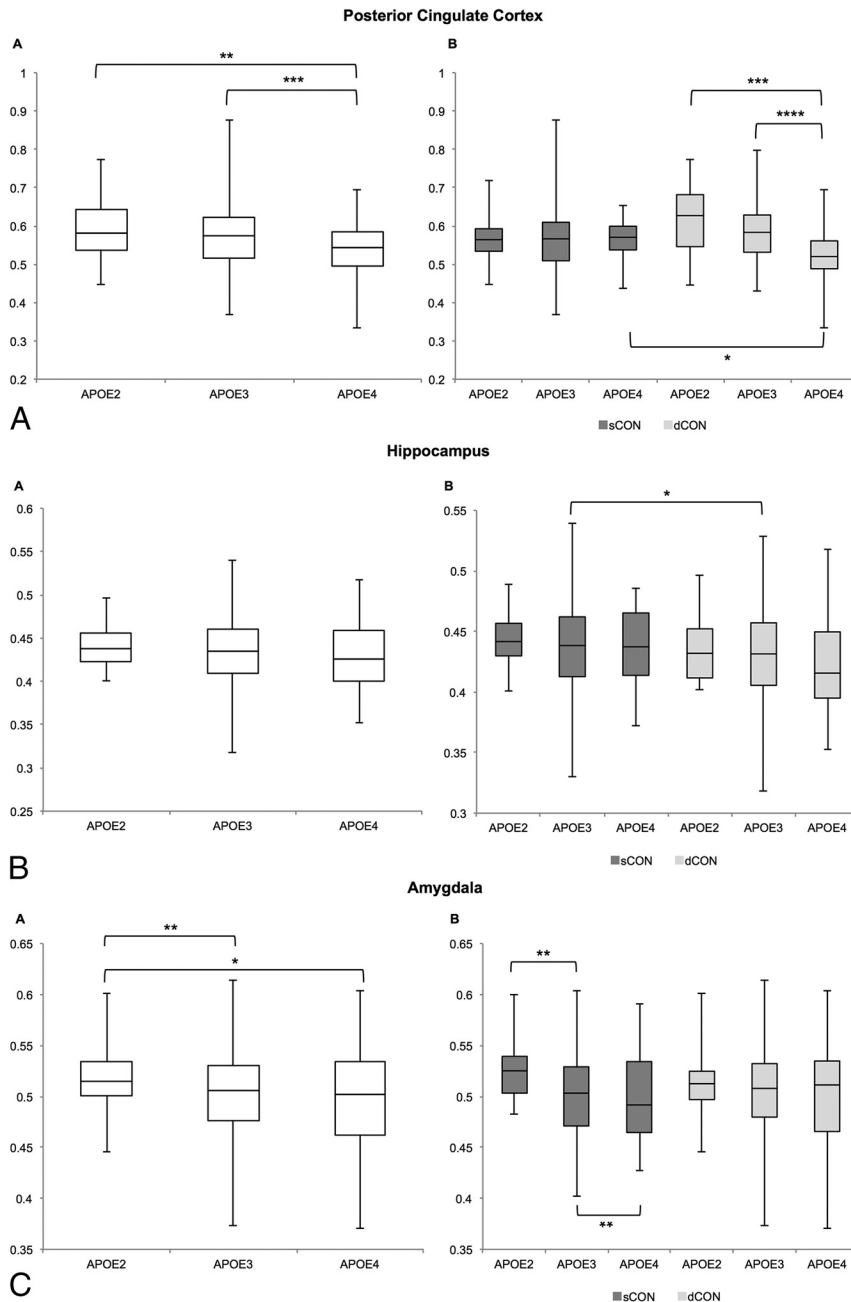 Posterior Cingulate Cortex
A
B
**
***
***
****
*
1
0.9
0.8
0.7
0.6
0.5
0.4
0.3
0.2
APOE2 APOE3 APOE4
1
0.9
0.8
0.7
0.6
0.5
0.4
0.3
0.2
APOE2 APOE3 APOE4 APOE2 APOE3 APOE4
sCON dCON
A
Hippocampus
A
B
*
0.6
0.55
0.5
0.45
0.4
0.35
0.3
0.25
APOE2 APOE3 APOE4
0.55
0.5
0.45
0.4
0.35
0.3
APOE2 APOE3 APOE4 APOE2 APOE3 APOE4
sCON dCON
B
Amygdala
A
B
**
*
**
**
0.65
0.6
0.55
0.5
0.45
0.4
0.35
APOE2 APOE3 APOE4
0.65
0.6
0.55
0.5
0.45
0.4
0.35
APOE2 APOE3 APOE4 APOE2 APOE3 APOE4
sCON dCON
C